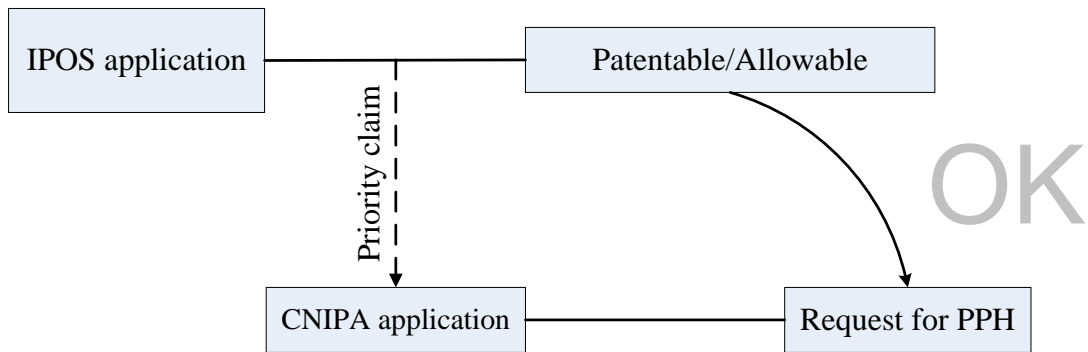 IPOS application
Patentable/Allowable
Priority claim
OK
CNIPA application
Request for PPH